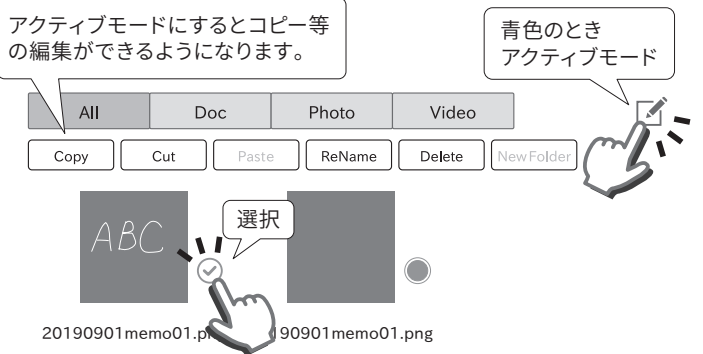 アクティブモードにするとコピー等
の編集ができるようになります。
青色のとき
アクティブモード
All Doc Photo Video
Copy Cut Paste ReName Delete New Folder
選択
ABC
20190901memo01.p 90901memo01.png